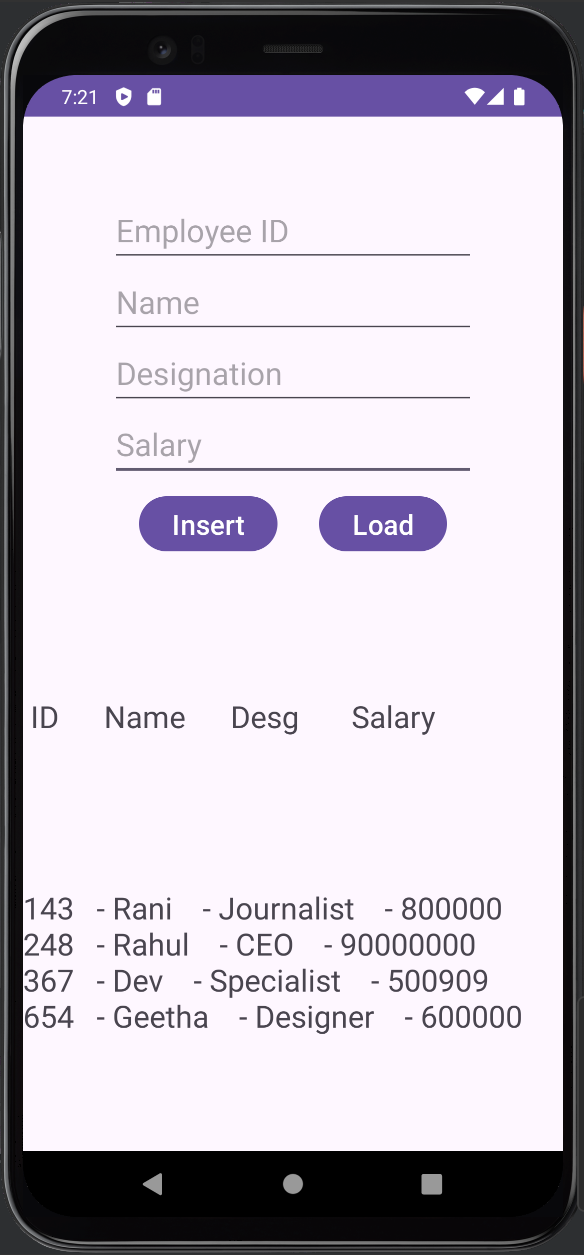 7:21
Employee ID
Name
Designation
Salary
Insert Load
ID Name Desg Salary
143 - Rani - Journalist - 800000
248 - Rahul - CEO - 90000000
367 - Dev - Specialist - 500909
654 - Geetha - Designer - 600000